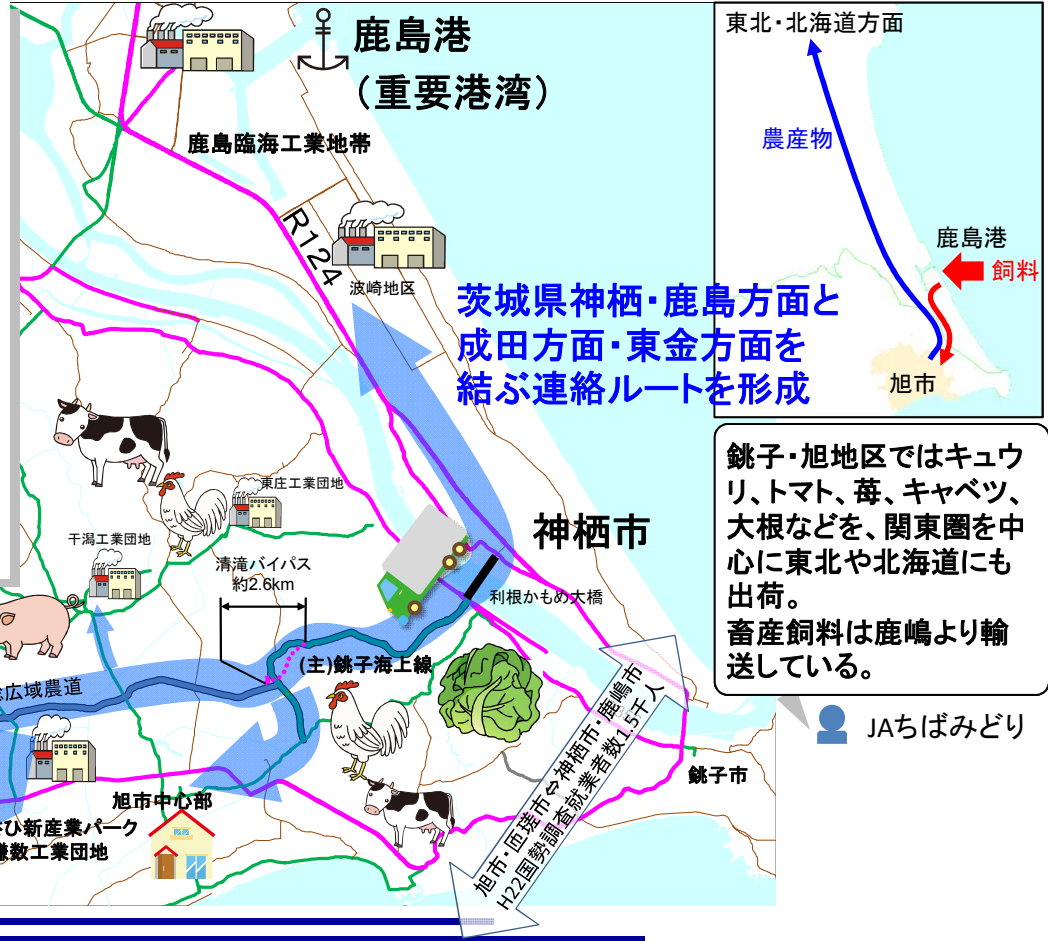 鹿島港
（重要港湾）
鹿島臨海工業地帯
R124
波崎地区
茨城県神栖・鹿島方面と
成田方面・東金方面を
結ぶ連絡ルートを形成
東北・北海道方面
農産物
鹿島港
飼料
旭市
銚子・旭地区ではキュウ
リ、トマト、苺、キャベツ、
大根などを、関東圏を中
心に東北や北海道にも
出荷。
畜産飼料は鹿嶋より輸
送している。
JAちばみどり
東庄工業団地
干潟工業団地
清滝バイパス
約2.6km
神栖市
利根かもめ大橋
(主)銚子海上線
広域農道
旭市・匝瑳市⇔神栖市・鹿嶋市
H22国勢調査就業者数1.5千人
銚子市
旭市中心部
ひ新産業パーク
鎌数工業団地